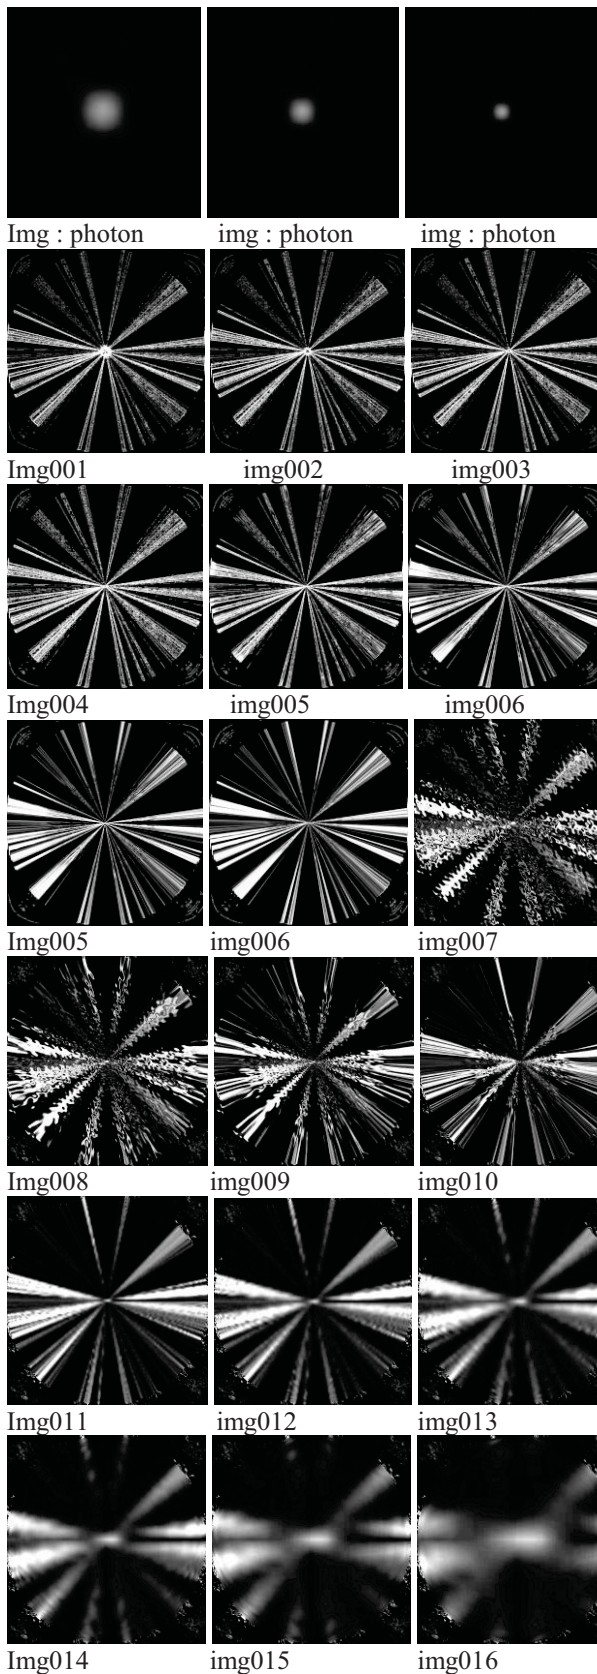 Img : photon img : photon img : photon
Img001 img002 img003
Img004 img005 img006
Img005 img006 img007
Img008 img009 img010
Img011 img012 img013
Img014 img015 img016